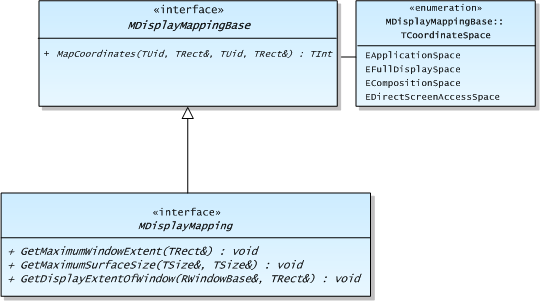 «interface»
MDisplayMappingBase
+ MapCoordinates(TUid, TRect&, TUid, TRect&) : TInt
«enumeration»
MDisplayMappingBase::
TCoordinateSpace
EApplicationSpace
EFullDisplaySpace
ECompositionSpace
EDirectScreenAccessSpace
«interface»
MDisplayMapping
+ GetMaximumWindowExtent(TRect&) : void
+ GetMaximumSurfaceSize(TSize&, TSize&) : void
+ GetDisplayExtentOfWindow(RWindowBase&, TRect&) : void